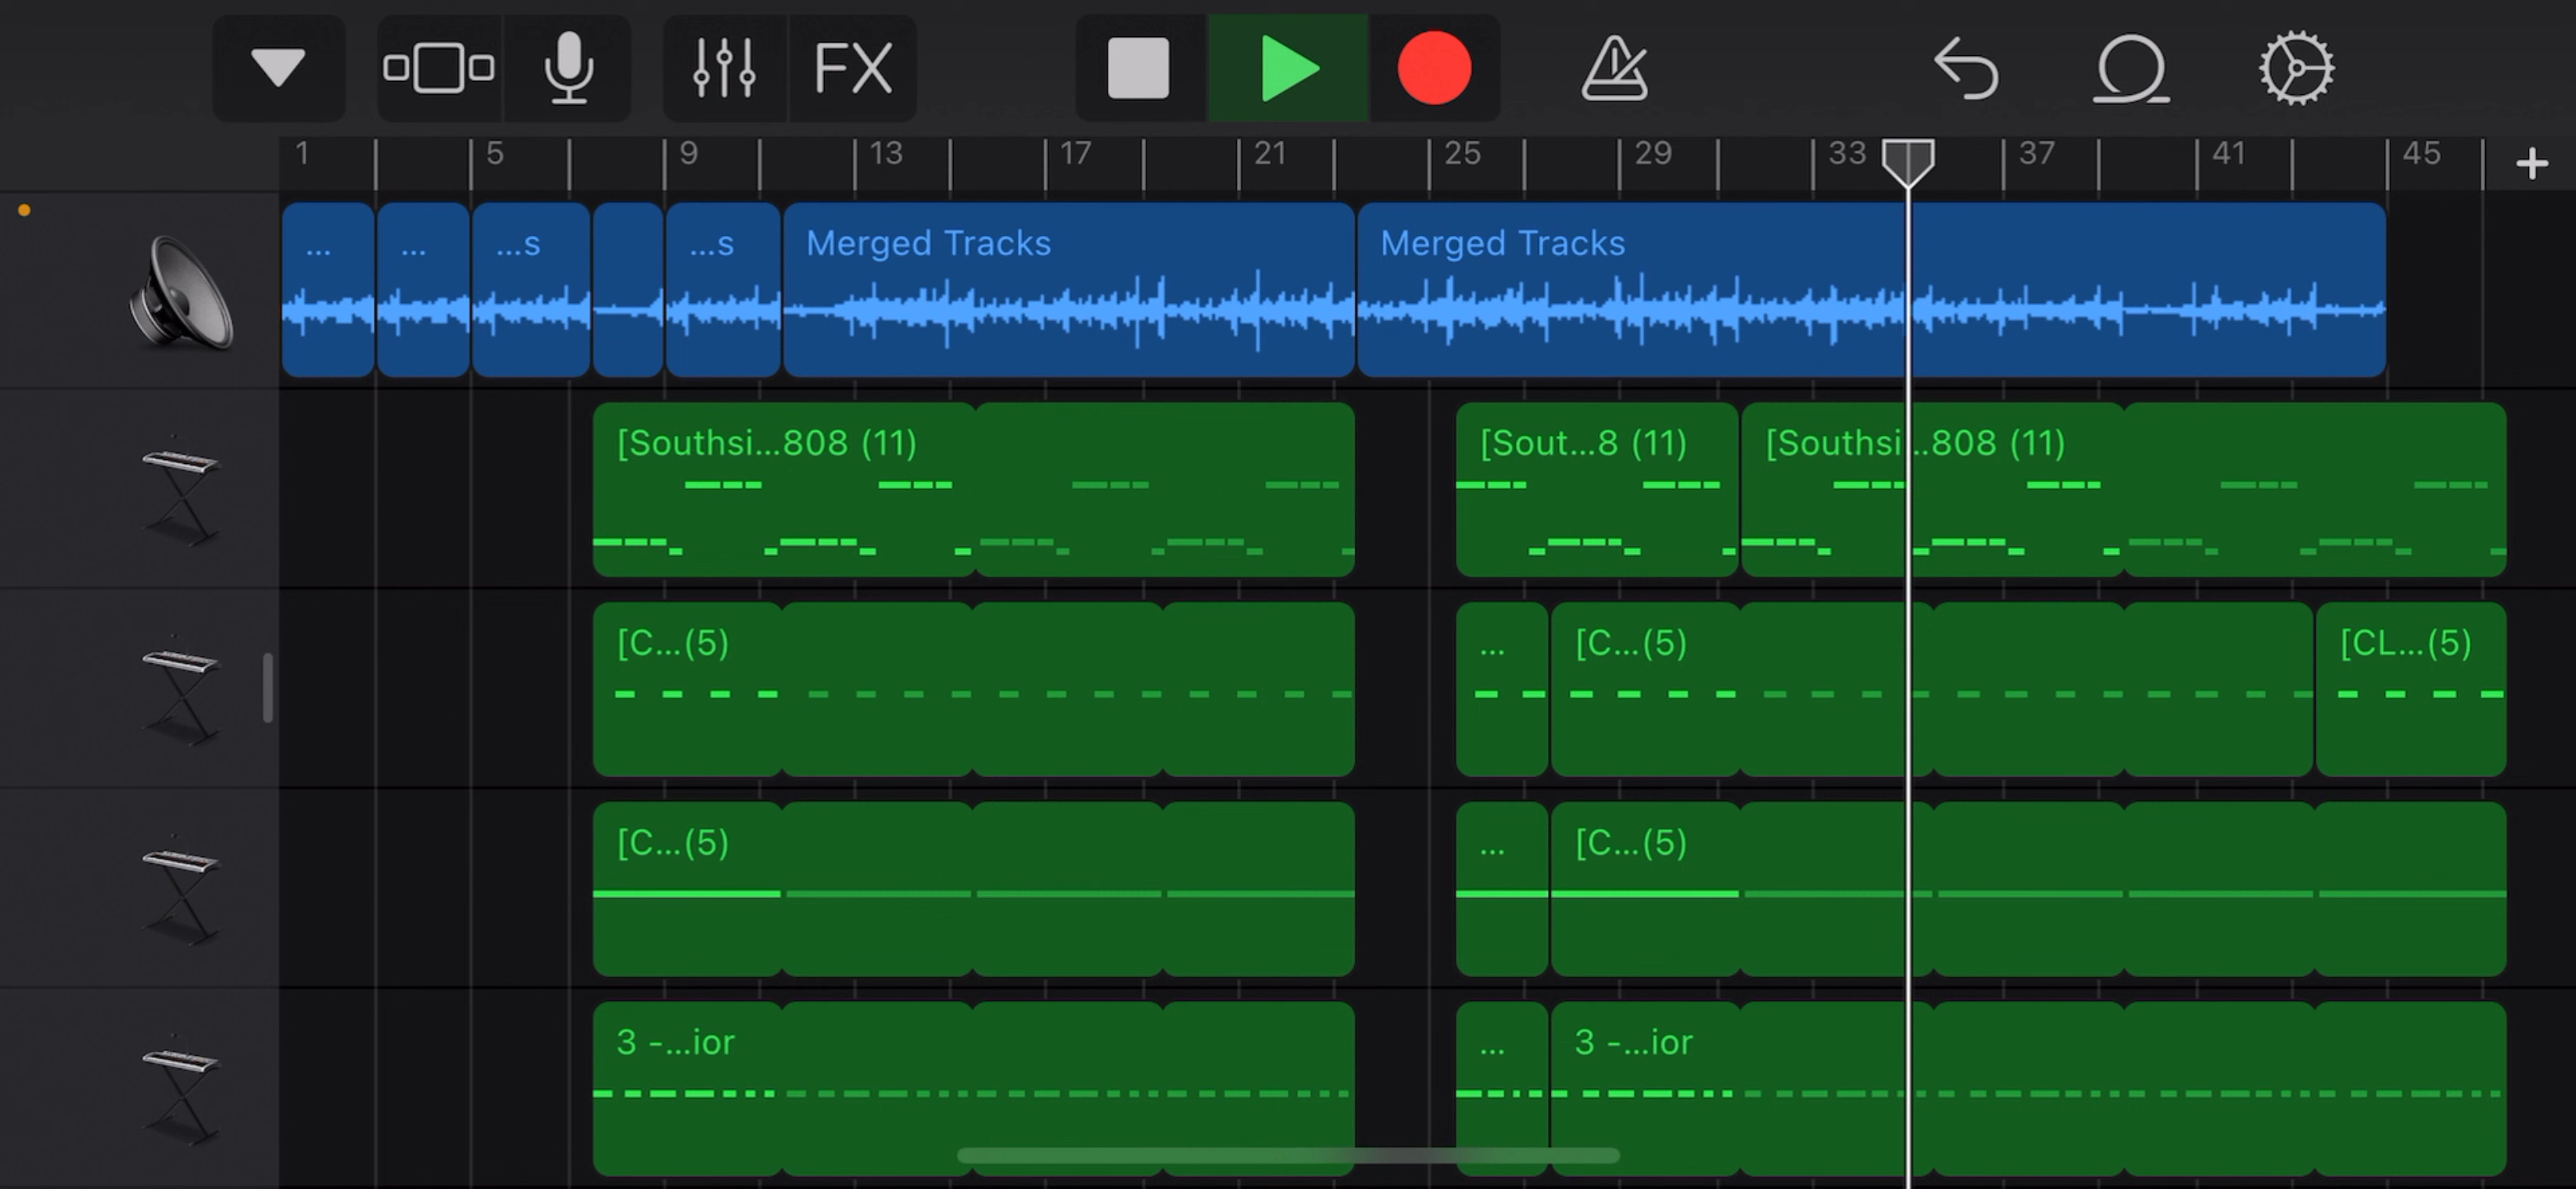 FX
1 5 9 13 17 21 25 29 33 37 41 45 +
... ... ...s ...s Merged Tracks Merged Tracks
[Southsi...808 (11) [Sout...8 (11) [Southsi...808 (11)
[C...(5) ... [C...(5) [CL...(5)
[C...(5) ... [C...(5)
3 -...ior ... 3 -...ior